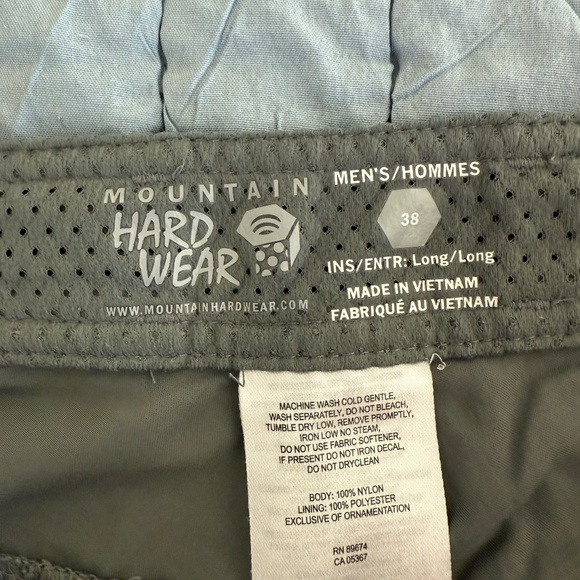 MOUNTAIN
HARD
WEAR
WWW.MOUNTAINHARDWEAR.COM
MEN'S/HOMMES
38
INS/ENTR: Long/Long
MADE IN VIETNAM
FABRIQUÉ AU VIETNAM
MACHINE WASH COLD GENTLE,
WASH SEPARATELY, DO NOT BLEACH,
TUMBLE DRY LOW, REMOVE PROMPTLY,
IRON LOW NO STEAM,
DO NOT USE FABRIC SOFTENER,
IF PRESENT DO NOT IRON DECAL,
DO NOT DRYCLEAN
BODY: 100% NYLON
LINING: 100% POLYESTER
EXCLUSIVE OF ORNAMENTATION
RN 89674
CA 05367